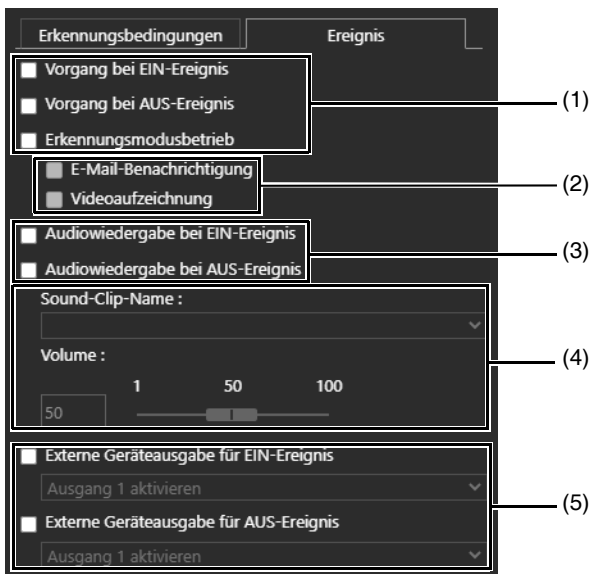 Erkennungsbedingungen Ereignis
Vorgang bei EIN-Ereignis
Vorgang bei AUS-Ereignis
(1)
Erkennungsmodusbetrieb
E-Mail-Benachrichtigung
(2)
Videoaufzeichnung
Audiowiedergabe bei EIN-Ereignis
(3)
Audiowiedergabe bei AUS-Ereignis
Sound-Clip-Name :
Volume :
(4)
1 50 100
50
Externe Geräteausgabe für EIN-Ereignis
Ausgang 1 aktivieren
(5)
Externe Geräteausgabe für AUS-Ereignis
Ausgang 1 aktivieren